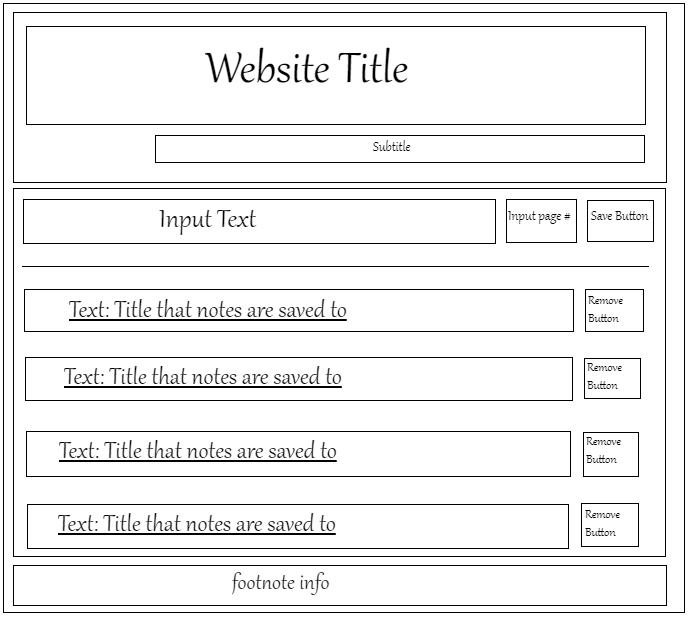 Website Title
Subtitle
Input Text
Input page #
Save Button
Text: Title that notes are saved to
Remove
Button
Text: Title that notes are saved to
Remove
Button
Text: Title that notes are saved to
Remove
Button
Text: Title that notes are saved to
Remove
Button
footnote info